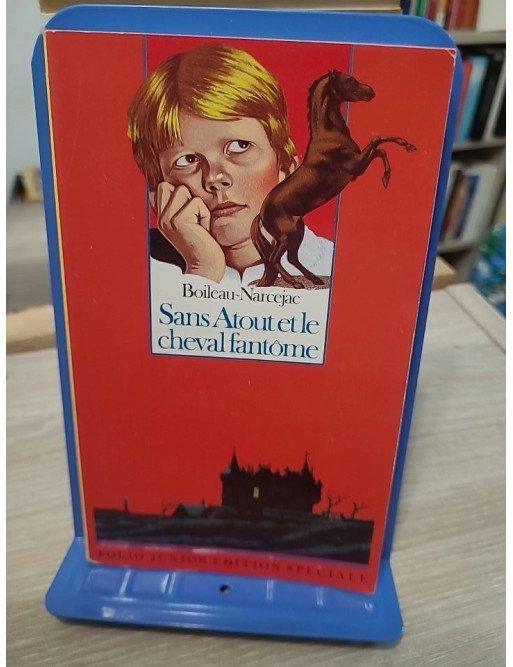 Boileau-Narcejac
Sans Atout et le
cheval fantôme
FOLIO JUNIOR EDITION SPECIALE